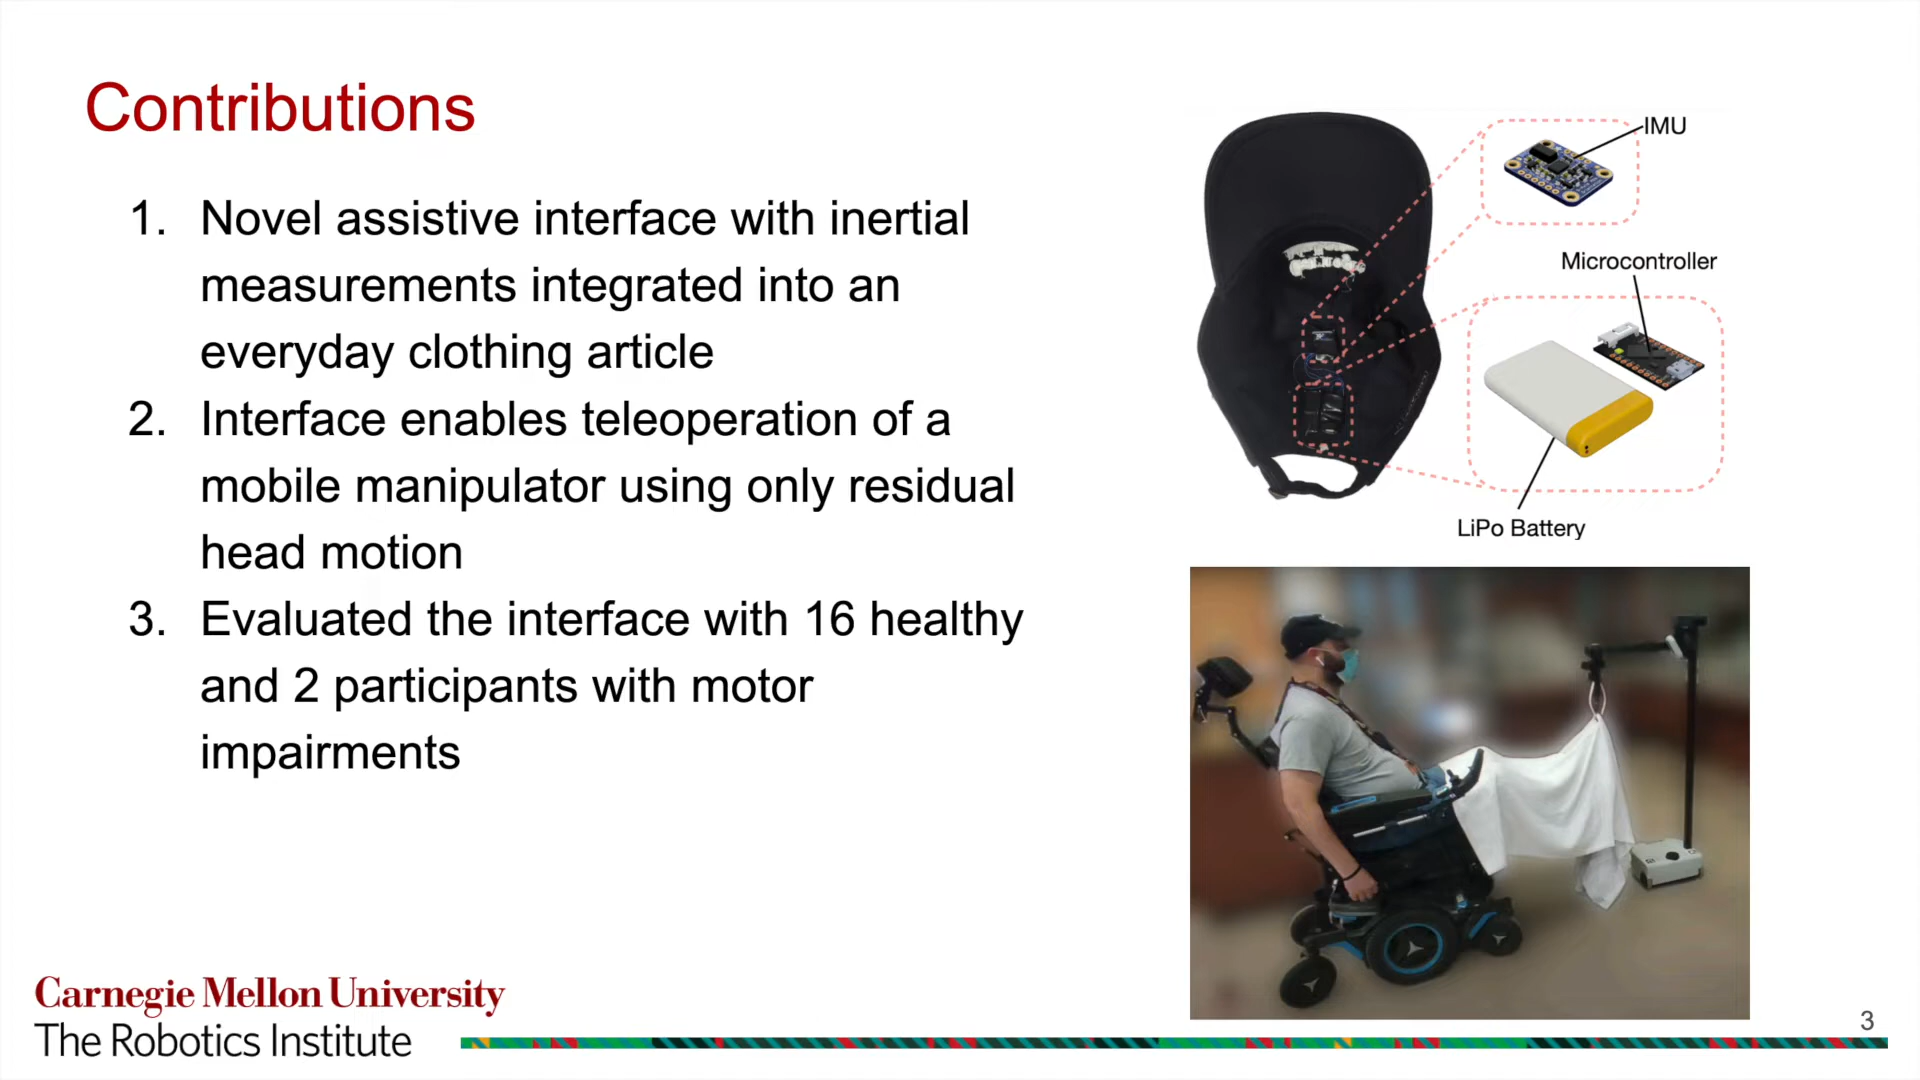 Contributions
1. Novel assistive interface with inertial
measurements integrated into an
everyday clothing article
2. Interface enables teleoperation of a
mobile manipulator using only residual
head motion
3. Evaluated the interface with 16 healthy
and 2 participants with motor
impairments
IMU
Microcontroller
LiPo Battery
Carnegie Mellon University
The Robotics Institute
3